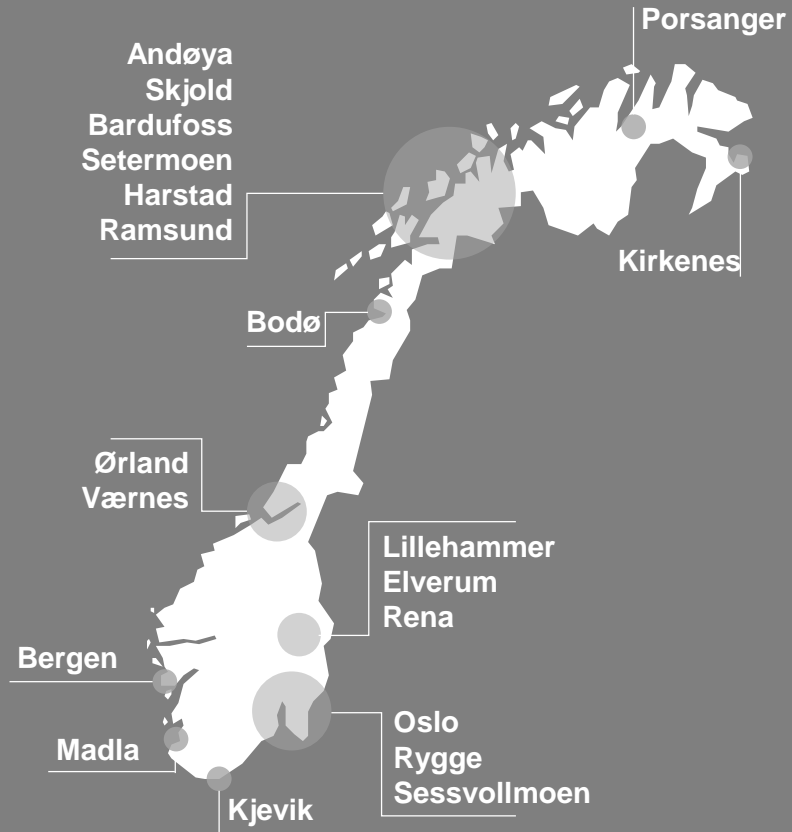 Porsanger
Andøya
Skjold
Bardufoss
Setermoen
Harstad
Ramsund
Kirkenes
Bodø
Ørland
Værnes
Lillehammer
Elverum
Rena
Bergen
Oslo
Rygge
Sessvollmoen
Madla
Kjevik